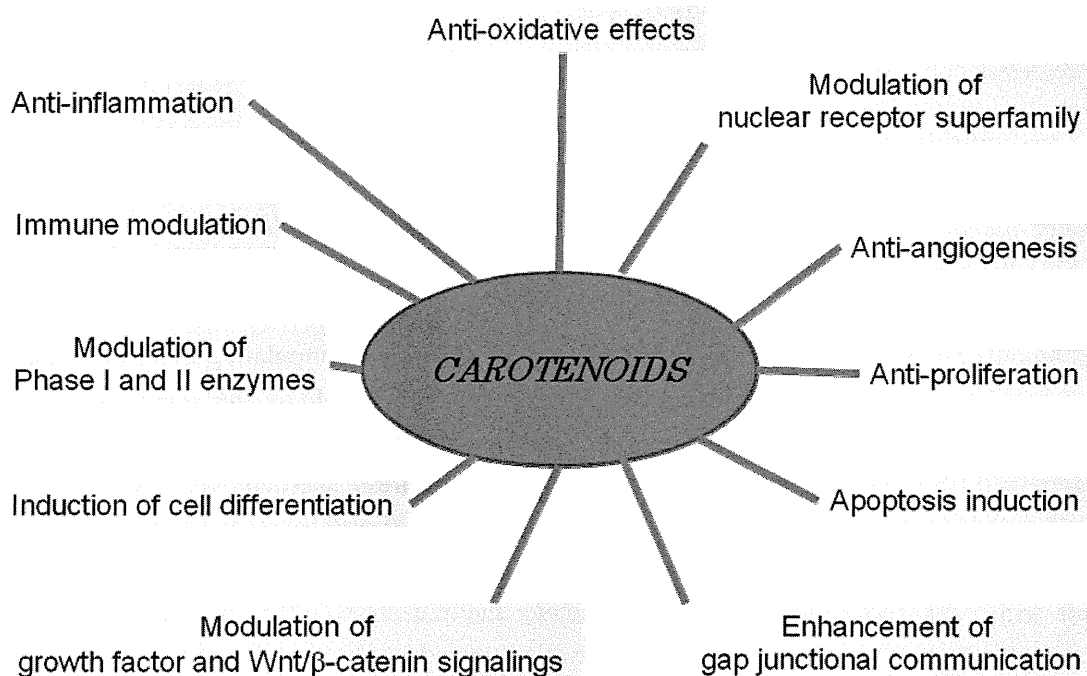 Anti-oxidative effects
Anti-inflammation
Modulation of
nuclear receptor superfamily
Immune modulation
Anti-angiogenesis
Modulation of
Phase I and II enzymes
CAROTENOIDS
Anti-proliferation
Induction of cell differentiation
Apoptosis induction
Modulation of
growth factor and Wnt/β-catenin signalings
Enhancement of
gap junctional communication